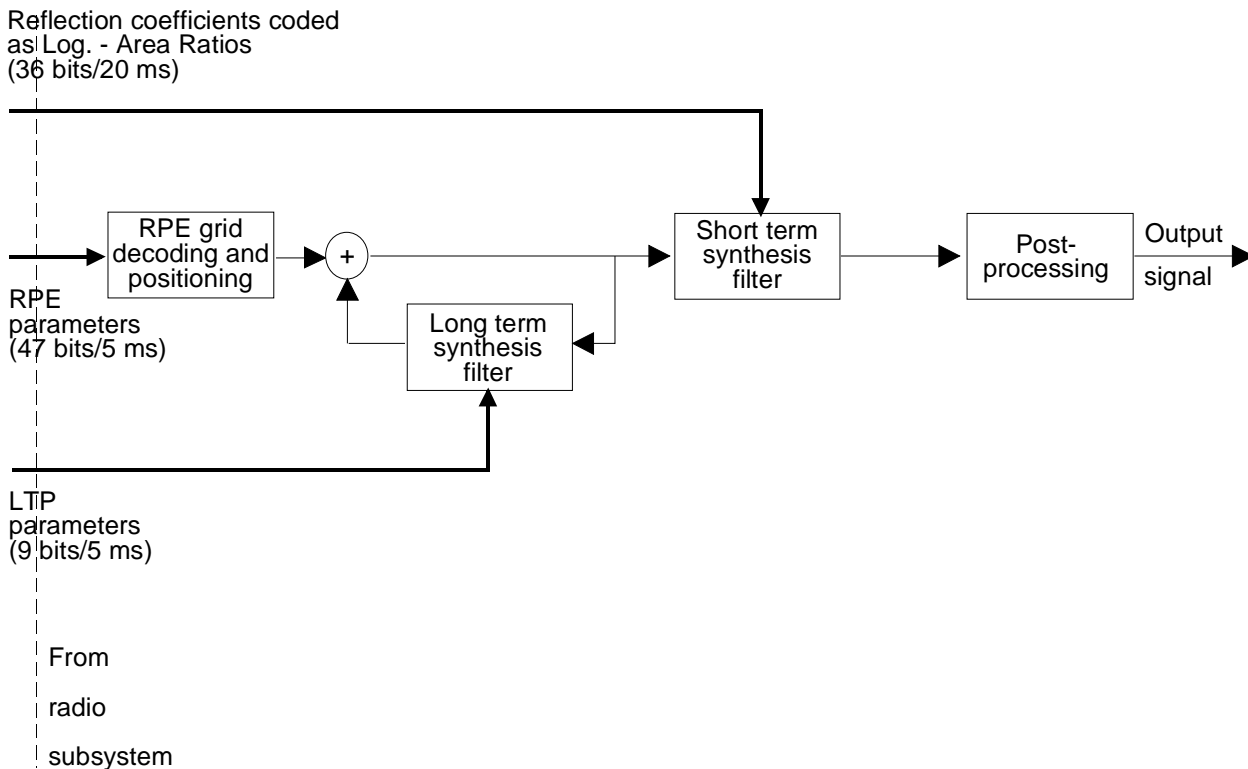 Reflection coefficients coded
as Log. - Area Ratios
(36 bits/20 ms)
RPE grid
decoding and
positioning
+
Short term
synthesis
filter
Post-
processing
Output
signal
RPE
parameters
(47 bits/5 ms)
Long term
synthesis
filter
LTP
parameters
(9 bits/5 ms)
From
radio
subsystem